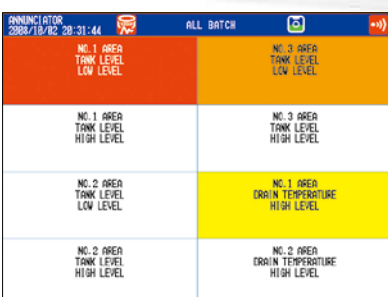 ANNUNCIATOR
2008/10/02 20:31:44
ALL BATCH
NO.1 AREA
TANK LEVEL
LOW LEVEL
NO.3 AREA
TANK LEVEL
LOW LEVEL
NO.1 AREA
TANK LEVEL
HIGH LEVEL
NO.3 AREA
TANK LEVEL
HIGH LEVEL
NO.2 AREA
TANK LEVEL
LOW LEVEL
NO.1 AREA
DRAIN TEMPERATURE
HIGH LEVEL
NO.2 AREA
TANK LEVEL
HIGH LEVEL
NO.2 AREA
DRAIN TEMPERATURE
HIGH LEVEL